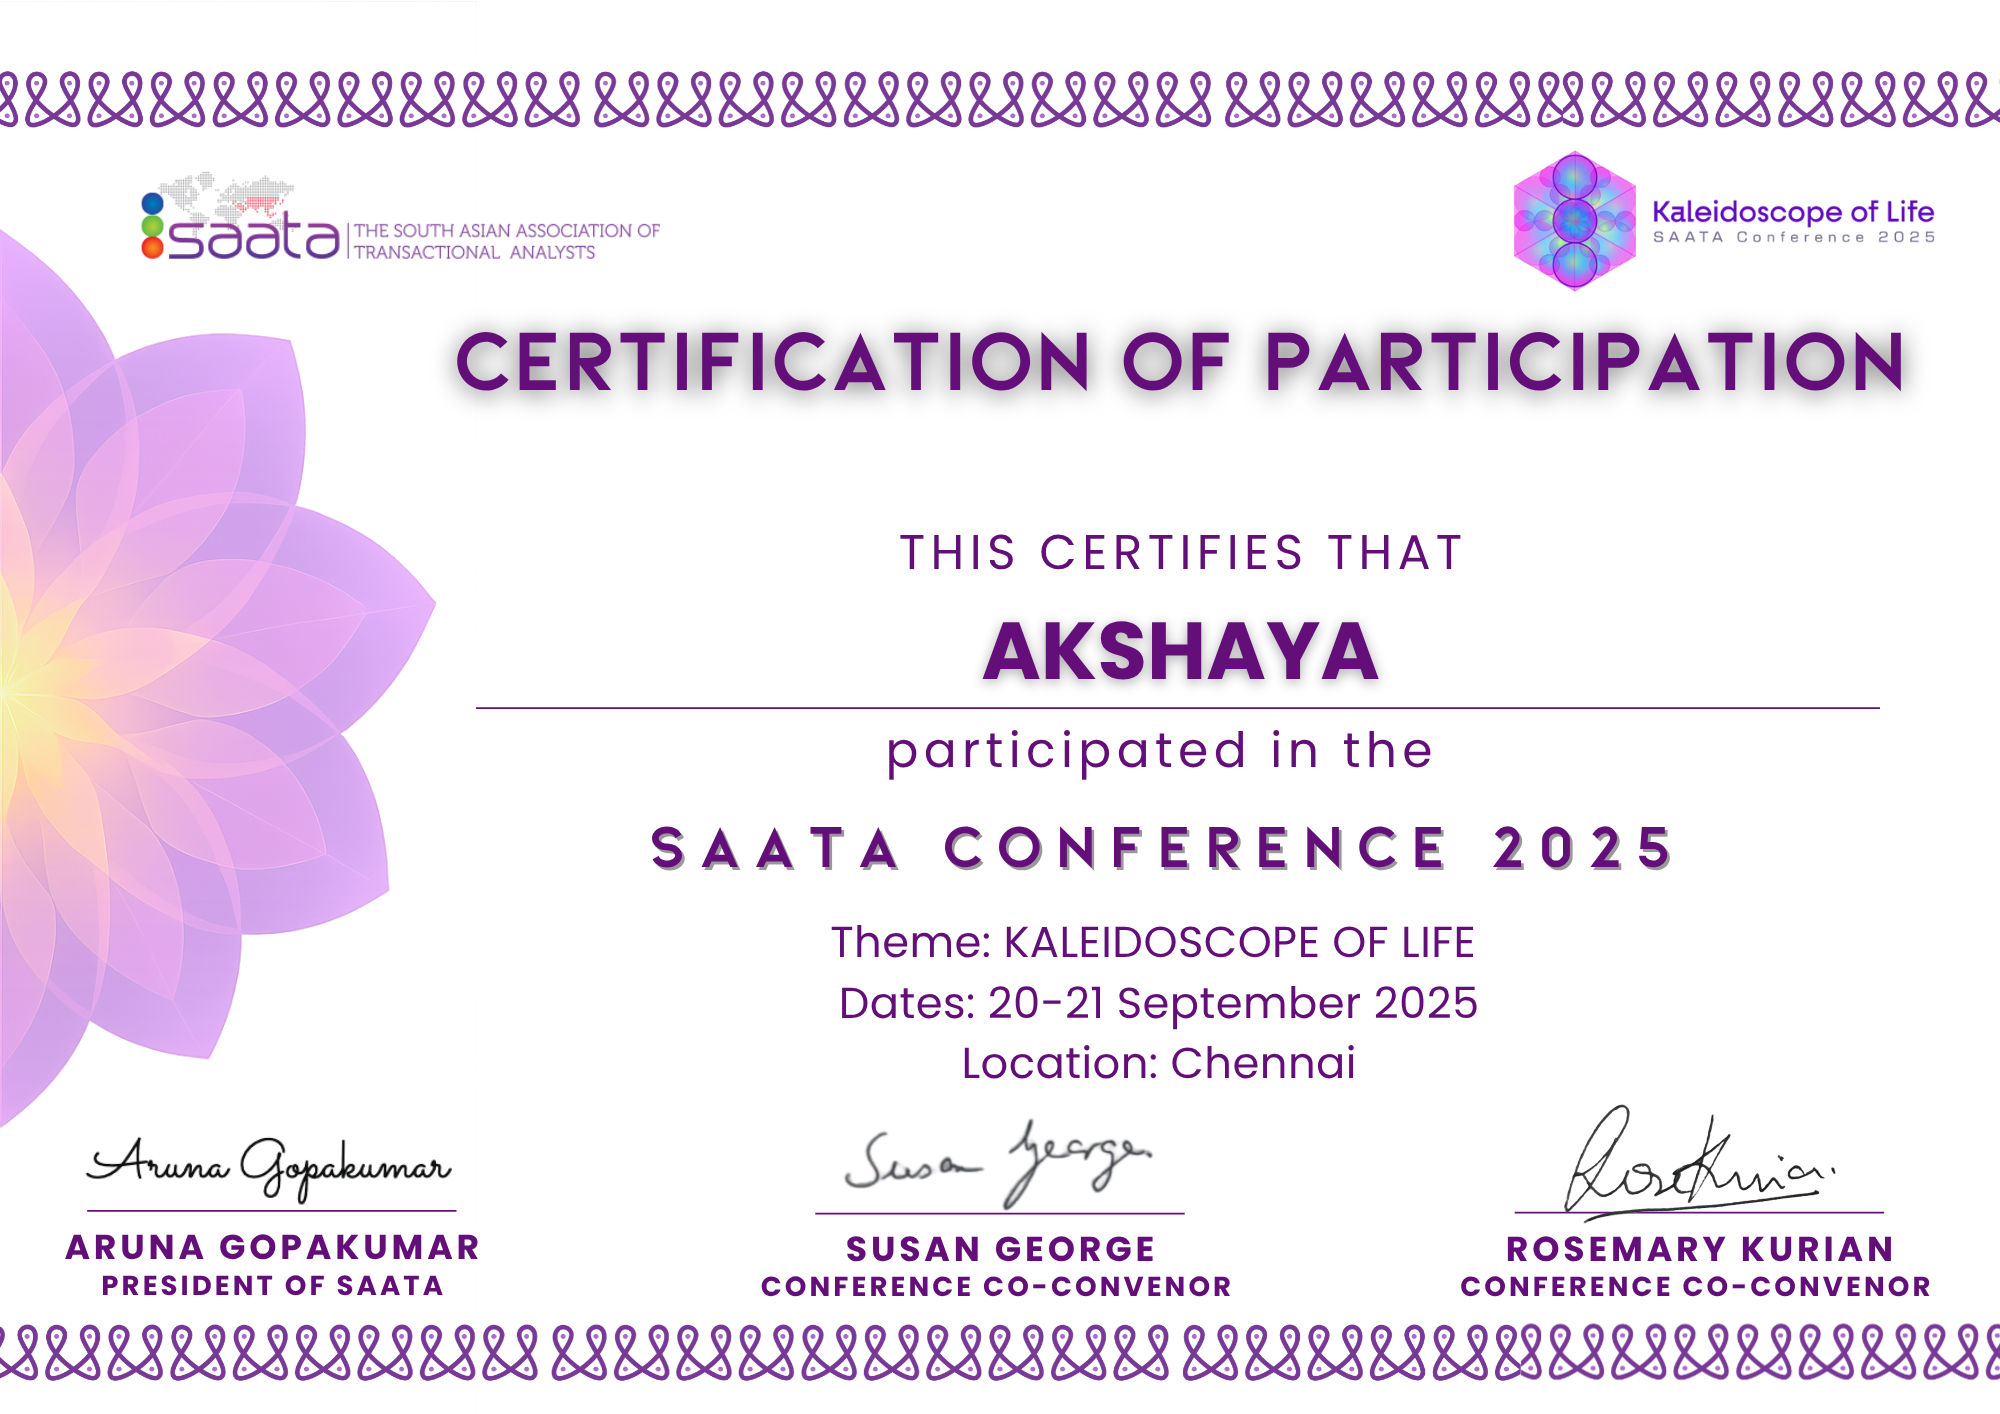 saata
THE SOUTH ASIAN ASSOCIATION OF
TRANSACTIONAL ANALYSTS
Kaleidoscope of Life
SAATA Conference 2025
CERTIFICATION OF PARTICIPATION
THIS CERTIFIES THAT
AKSHAYA
participated in the
SAATA CONFERENCE 2025
Theme: KALEIDOSCOPE OF LIFE
Dates: 20-21 September 2025
Location: Chennai
Aruna Gopakumar
Susan George
RoseKurian
ARUNA GOPAKUMAR
PRESIDENT OF SAATA
SUSAN GEORGE
CONFERENCE CO-CONVENOR
ROSEMARY KURIAN
CONFERENCE CO-CONVENOR